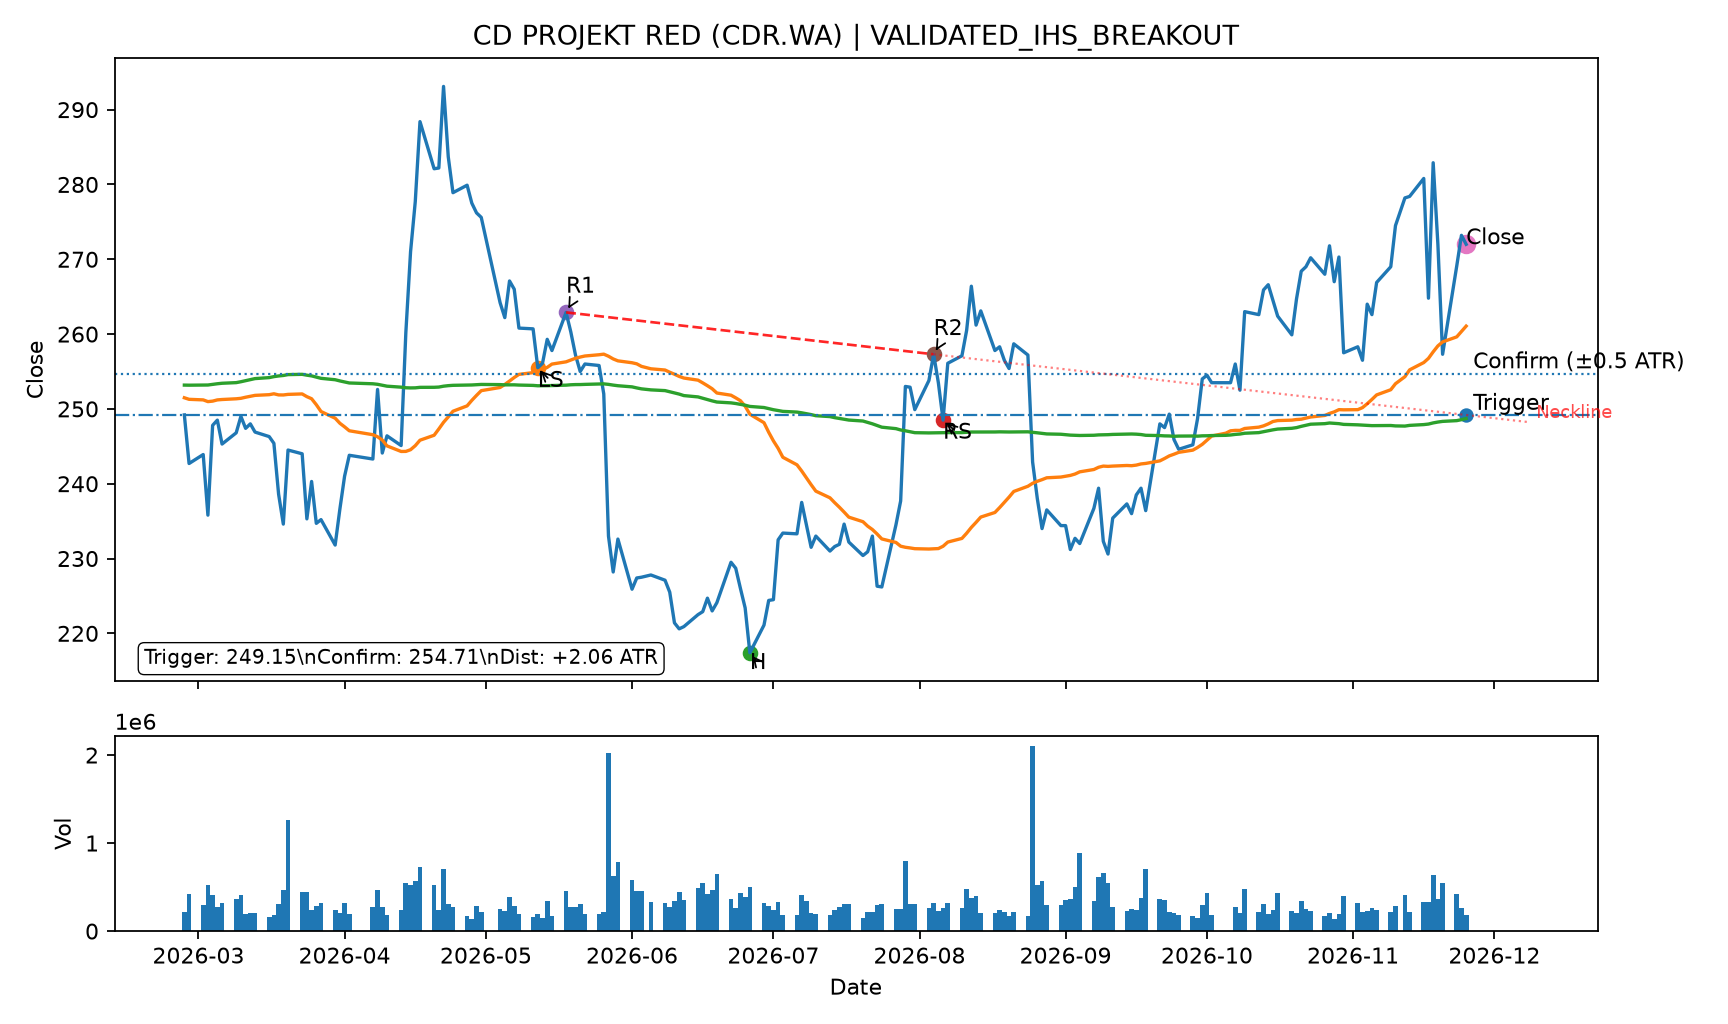 CD PROJEKT RED (CDR.WA) | VALIDATED_IHS_BREAKOUT
Close
290
280
270
260
250
240
230
220
R1
R2
LS
RS
H
Close
Confirm (±0.5 ATR)
Trigger
Neckline
Trigger: 249.15\nConfirm: 254.71\nDist: +2.06 ATR
1e6
Vol
2
1
0
2026-03
2026-04
2026-05
2026-06
2026-07
2026-08
2026-09
2026-10
2026-11
2026-12
Date